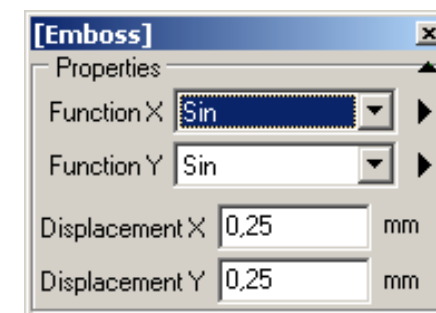 [Emboss]
Properties
Function X Sin
Function Y Sin
Displacement X 0,25 mm
Displacement Y 0,25 mm